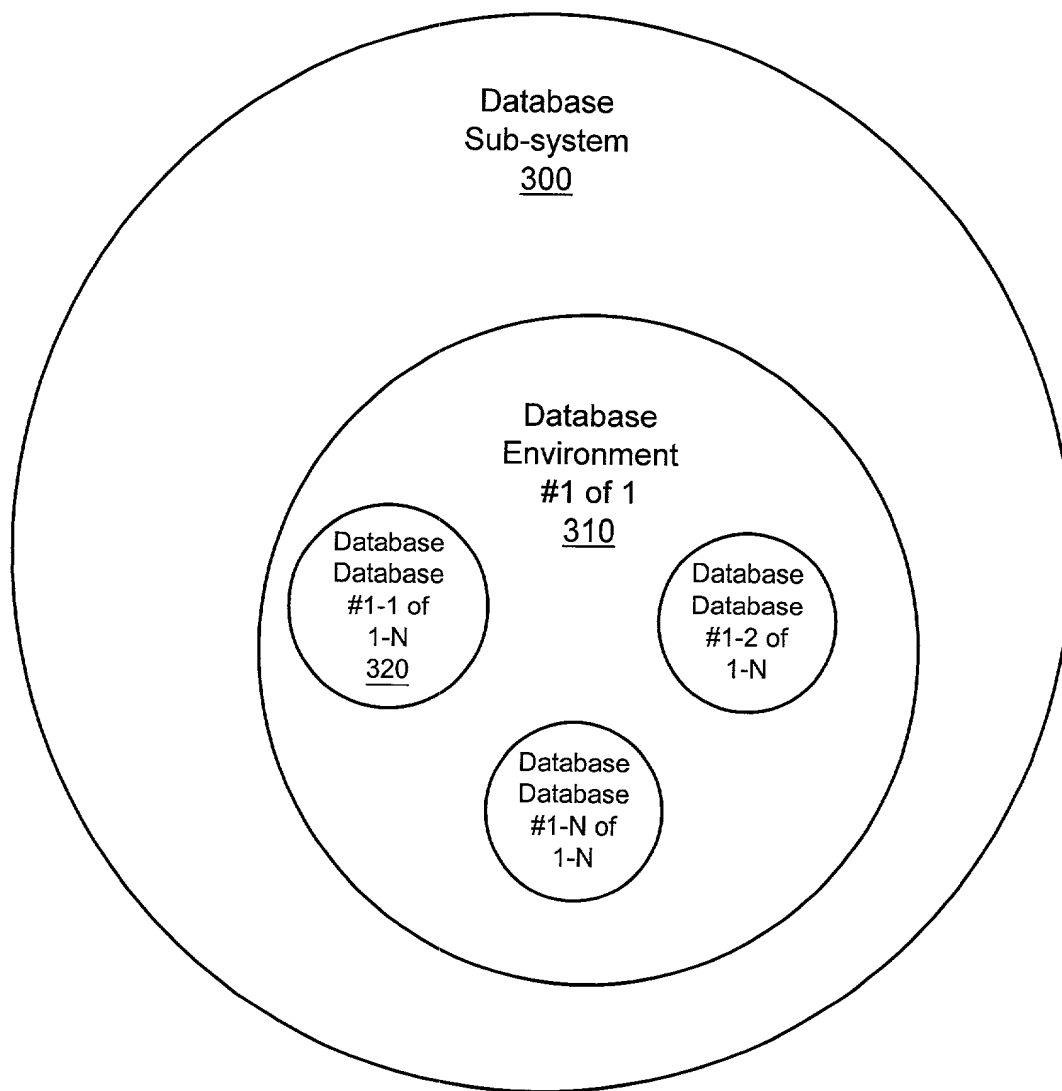 Database
Sub-system
300
Database
Environment
#1 of 1
310
Database
Database
#1-1 of
1-N
320
Database
Database
#1-2 of
1-N
Database
Database
#1-N of
1-N